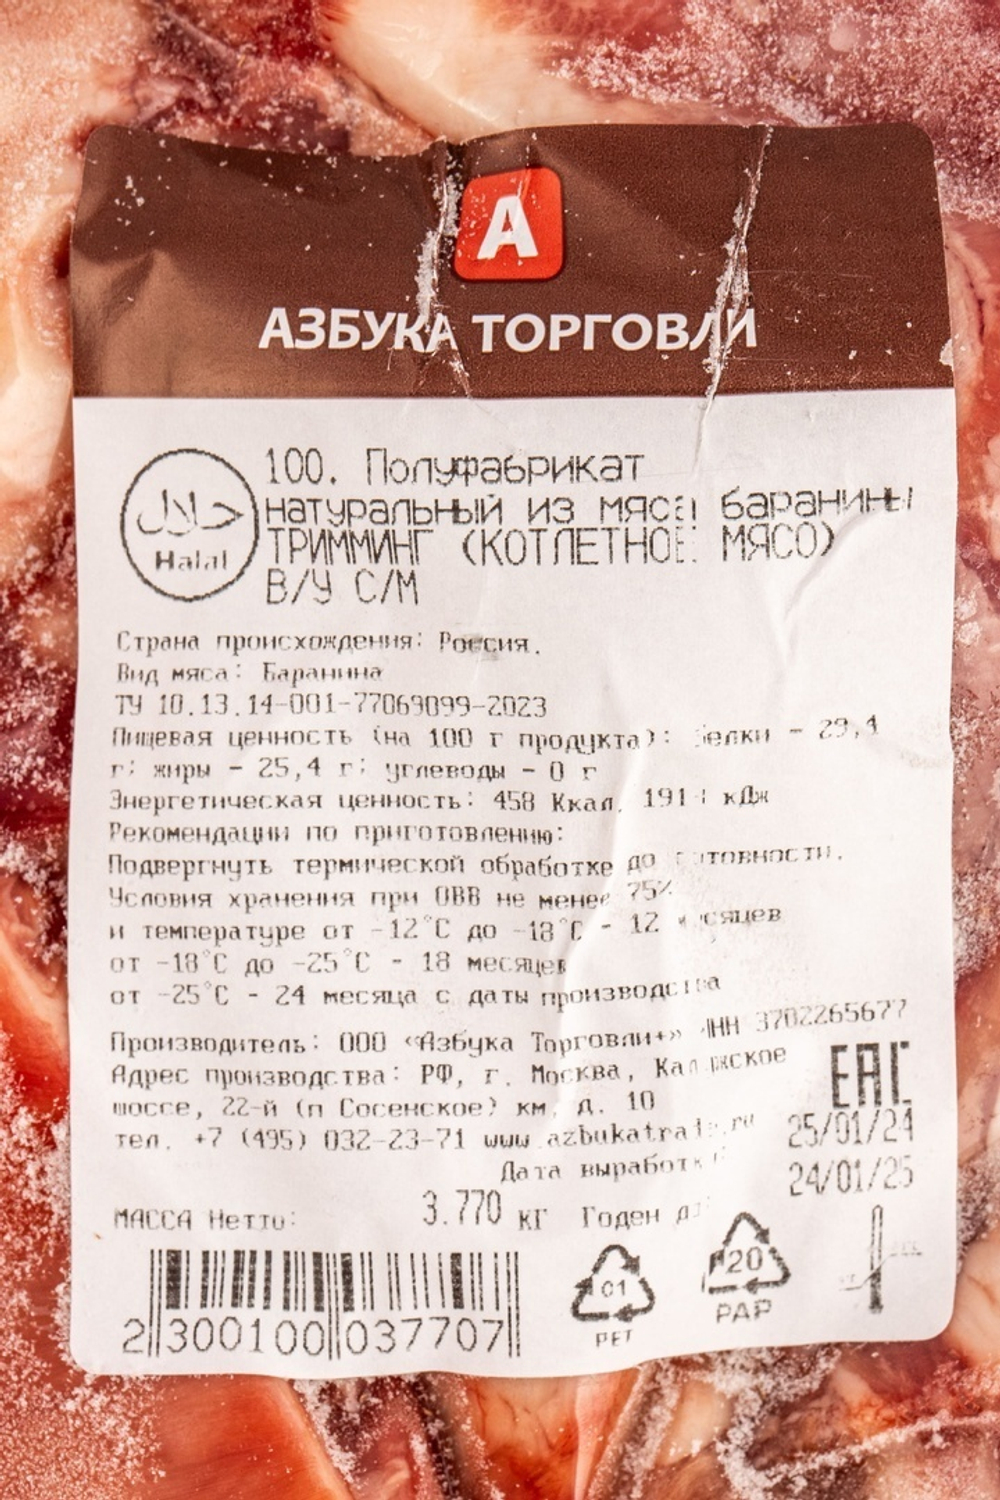 А
АЗБУКА ТОРГОВЛИ
حلال
Halal
100. Полуфабрикат
натуральный из мяса баранины
ТРИММИНГ (КОТЛЕТНОЕ МЯСО)
В/У С/М
Страна происхождения: Россия.
Вид мяса: Баранина
ТУ 10.13.14-001-77069099-2023
Пищевая ценность (на 100 г продукта): белки - 29,4
г; жиры - 25,4 г; углеводы - 0 г
Энергетическая ценность: 458 Ккал, кДж
Рекомендации по приготовлению:
Подвергнуть термической обработке до готовности.
Условия хранения при ОВВ не менее 75%
и температуре от -12°С до -18°С - 12 месяцев
от -18°С до -25°С - 18 месяцев
от -25°С - 24 месяца с даты производства
Производитель: ООО «Азбука Торговли+» ИНН 3702265677
Адрес производства: РФ, г. Москва, Калужское
шоссе, 22-й (п Сосенское) км, д. 10
тел. +7 (495) 032-23-71
EAC
Дата выработки 25/01/24
МАССА Нетто: 3.770 кг Годен до 24/01/25
2 300100 037707
01
PET
20
PAP